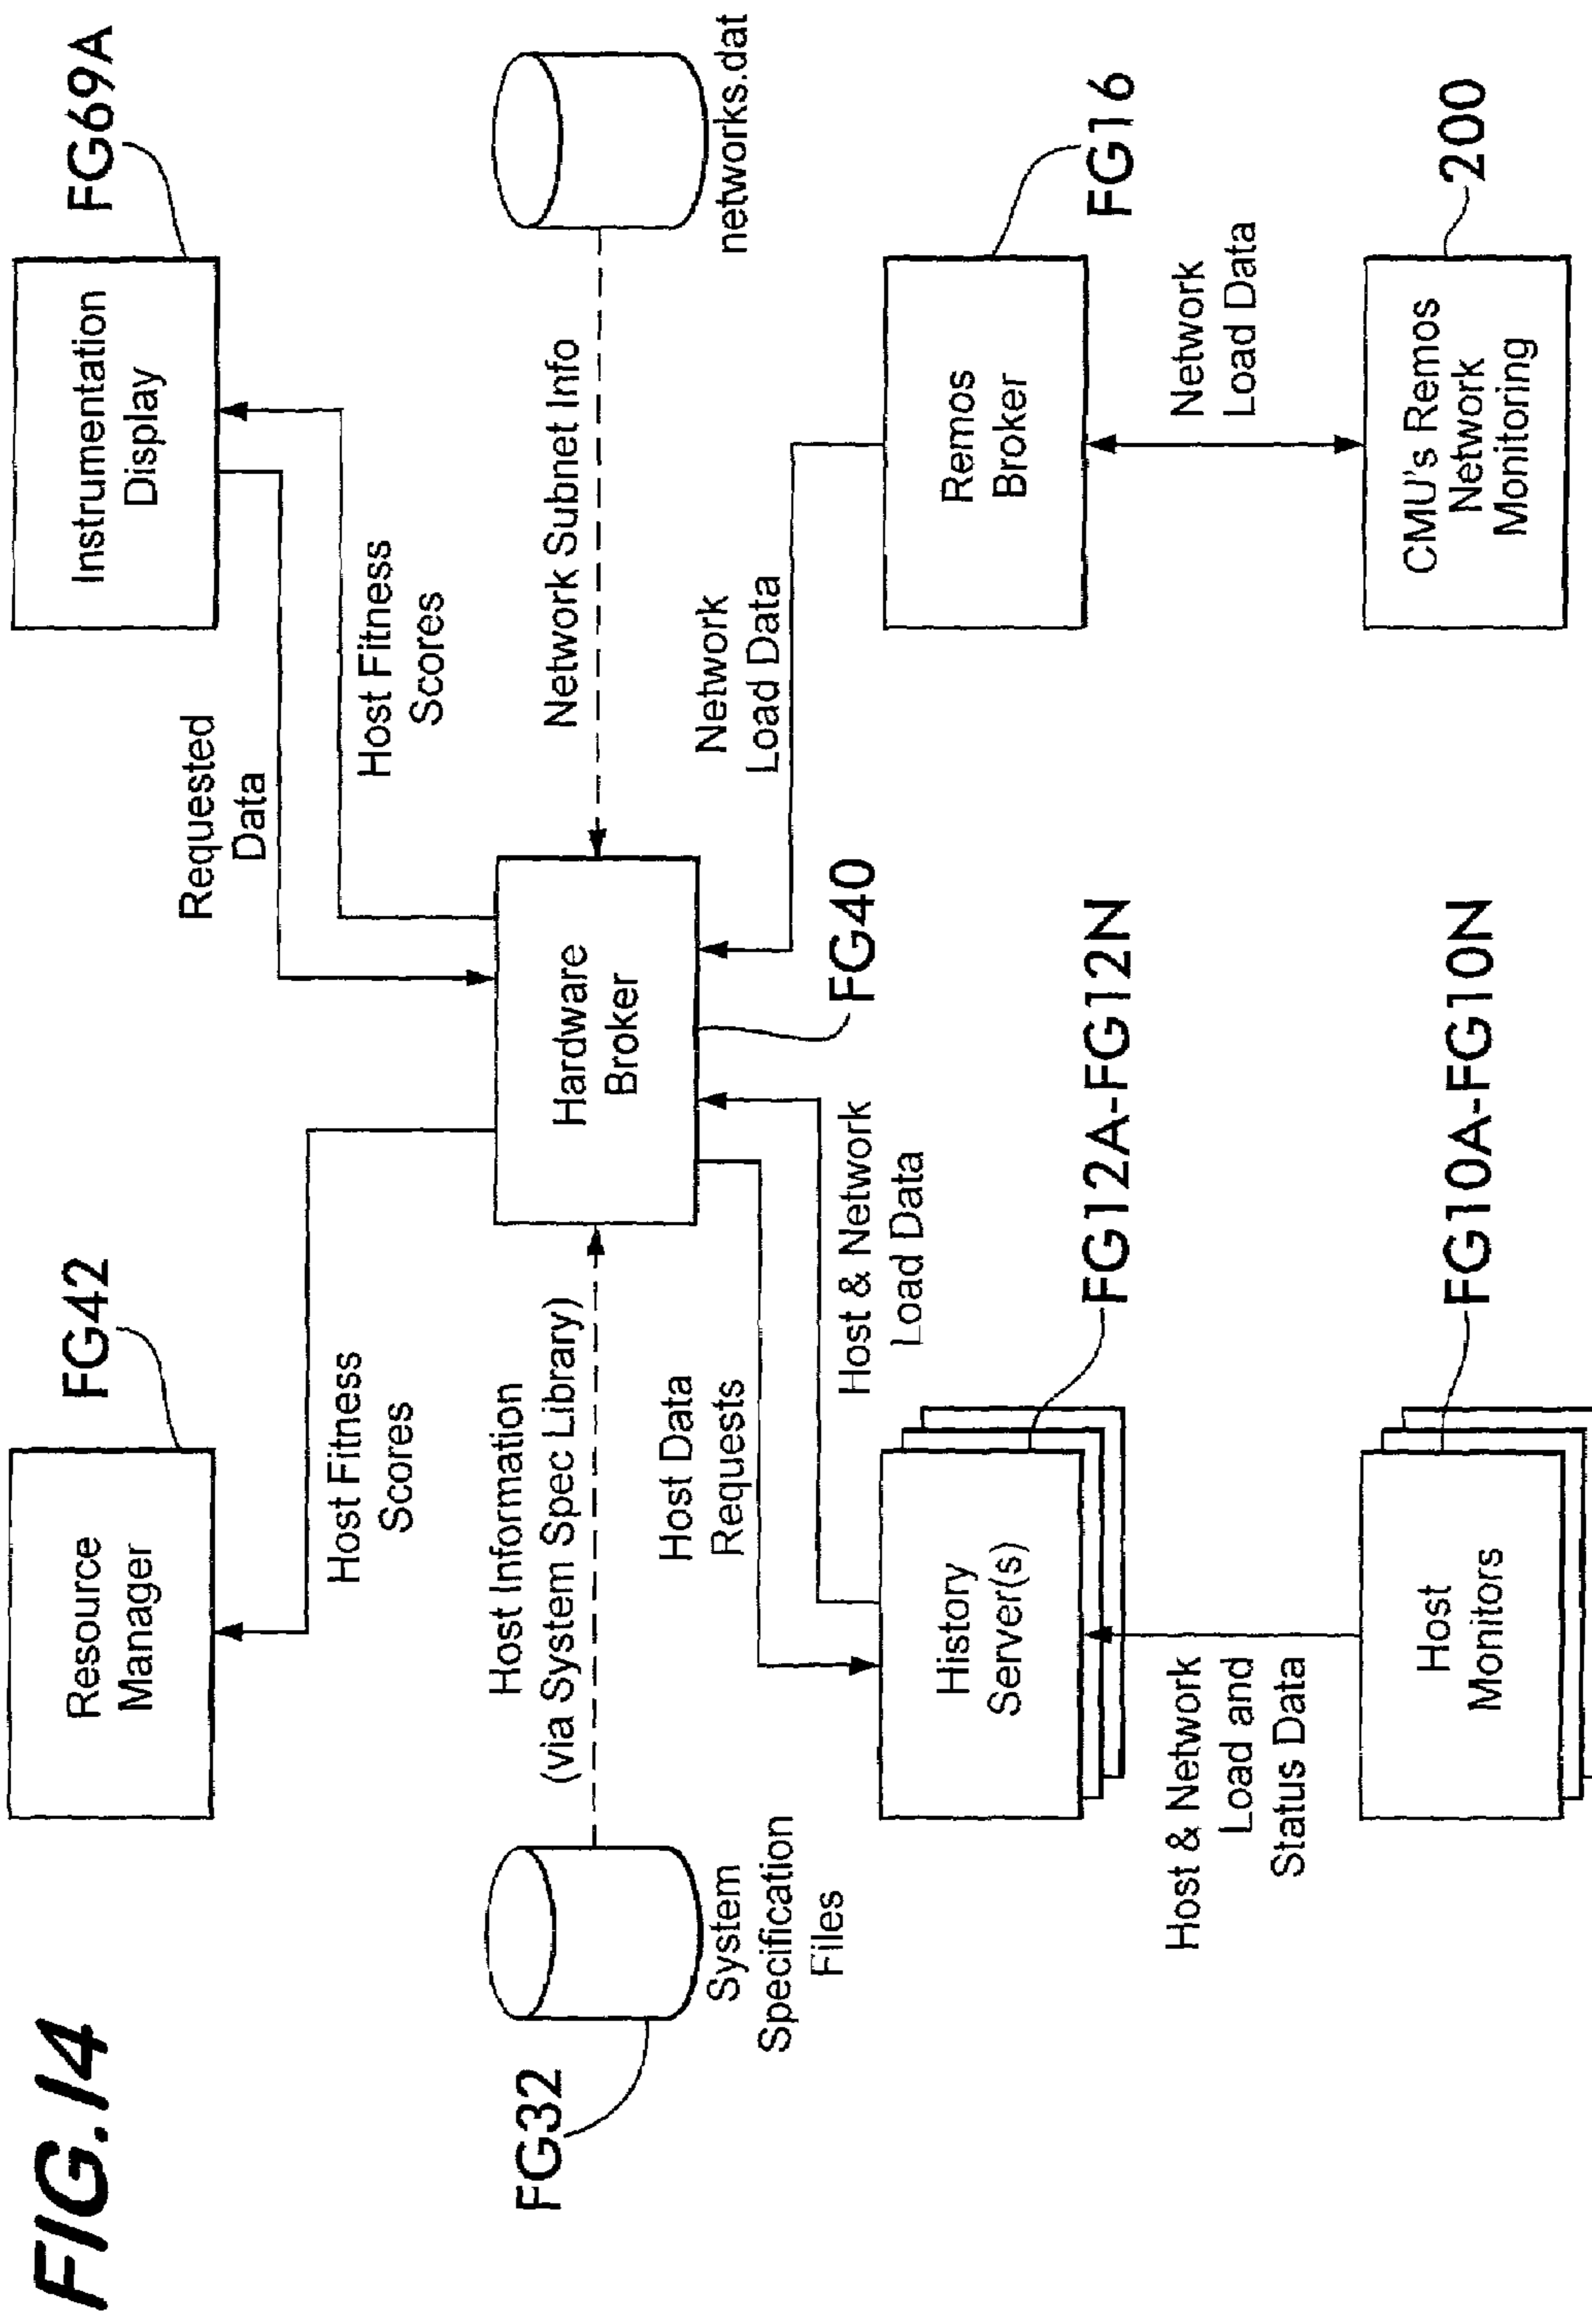 FIG.14
FG42
Resource
Manager
Host Fitness
Scores
FG69A
Instrumentation
Display
Requested
Data
Host Fitness
Scores
FG32
System
Specification
Files
Host Information
(via System Spec Library)
Hardware
Broker
FG40
Network Subnet Info
networks.dat
Host Data
Requests
Host & Network
Load Data
Network
Load Data
History
Server(s)
FG12A-FG12N
Remos
Broker
FG16
Host & Network
Load and
Status Data
Network
Load Data
Host
Monitors
FG10A-FG10N
CMU's Remos
Network
Monitoring
200